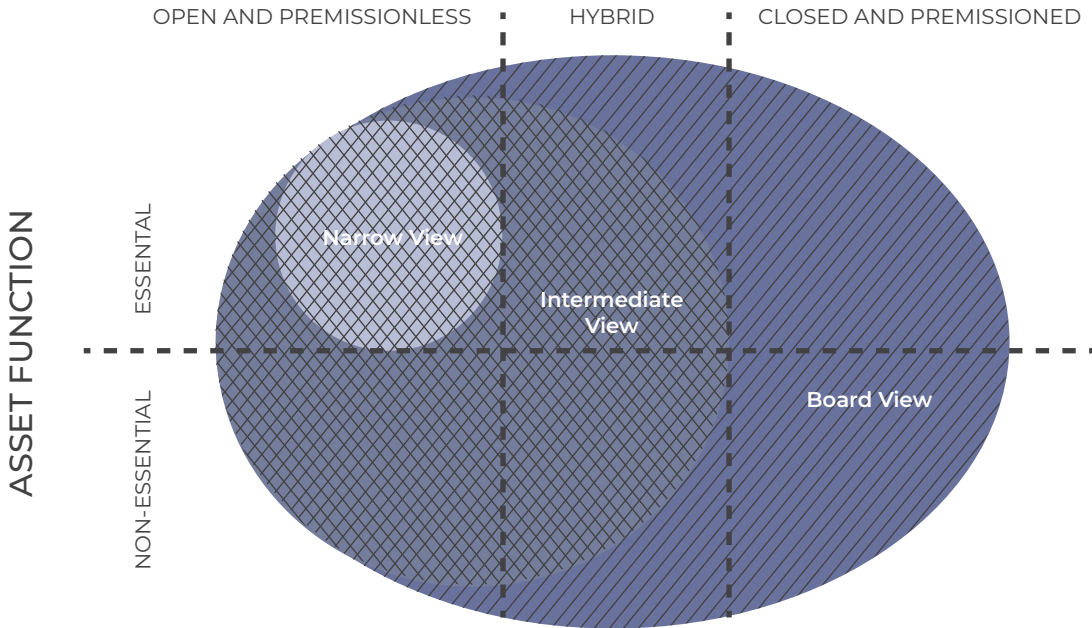 OPEN AND PREMISSIONLESS
HYBRID
CLOSED AND PREMISSIONED
ASSET FUNCTION
ESSENTAL
NON-ESSENTIAL
Narrow View
Intermediate
View
Board View